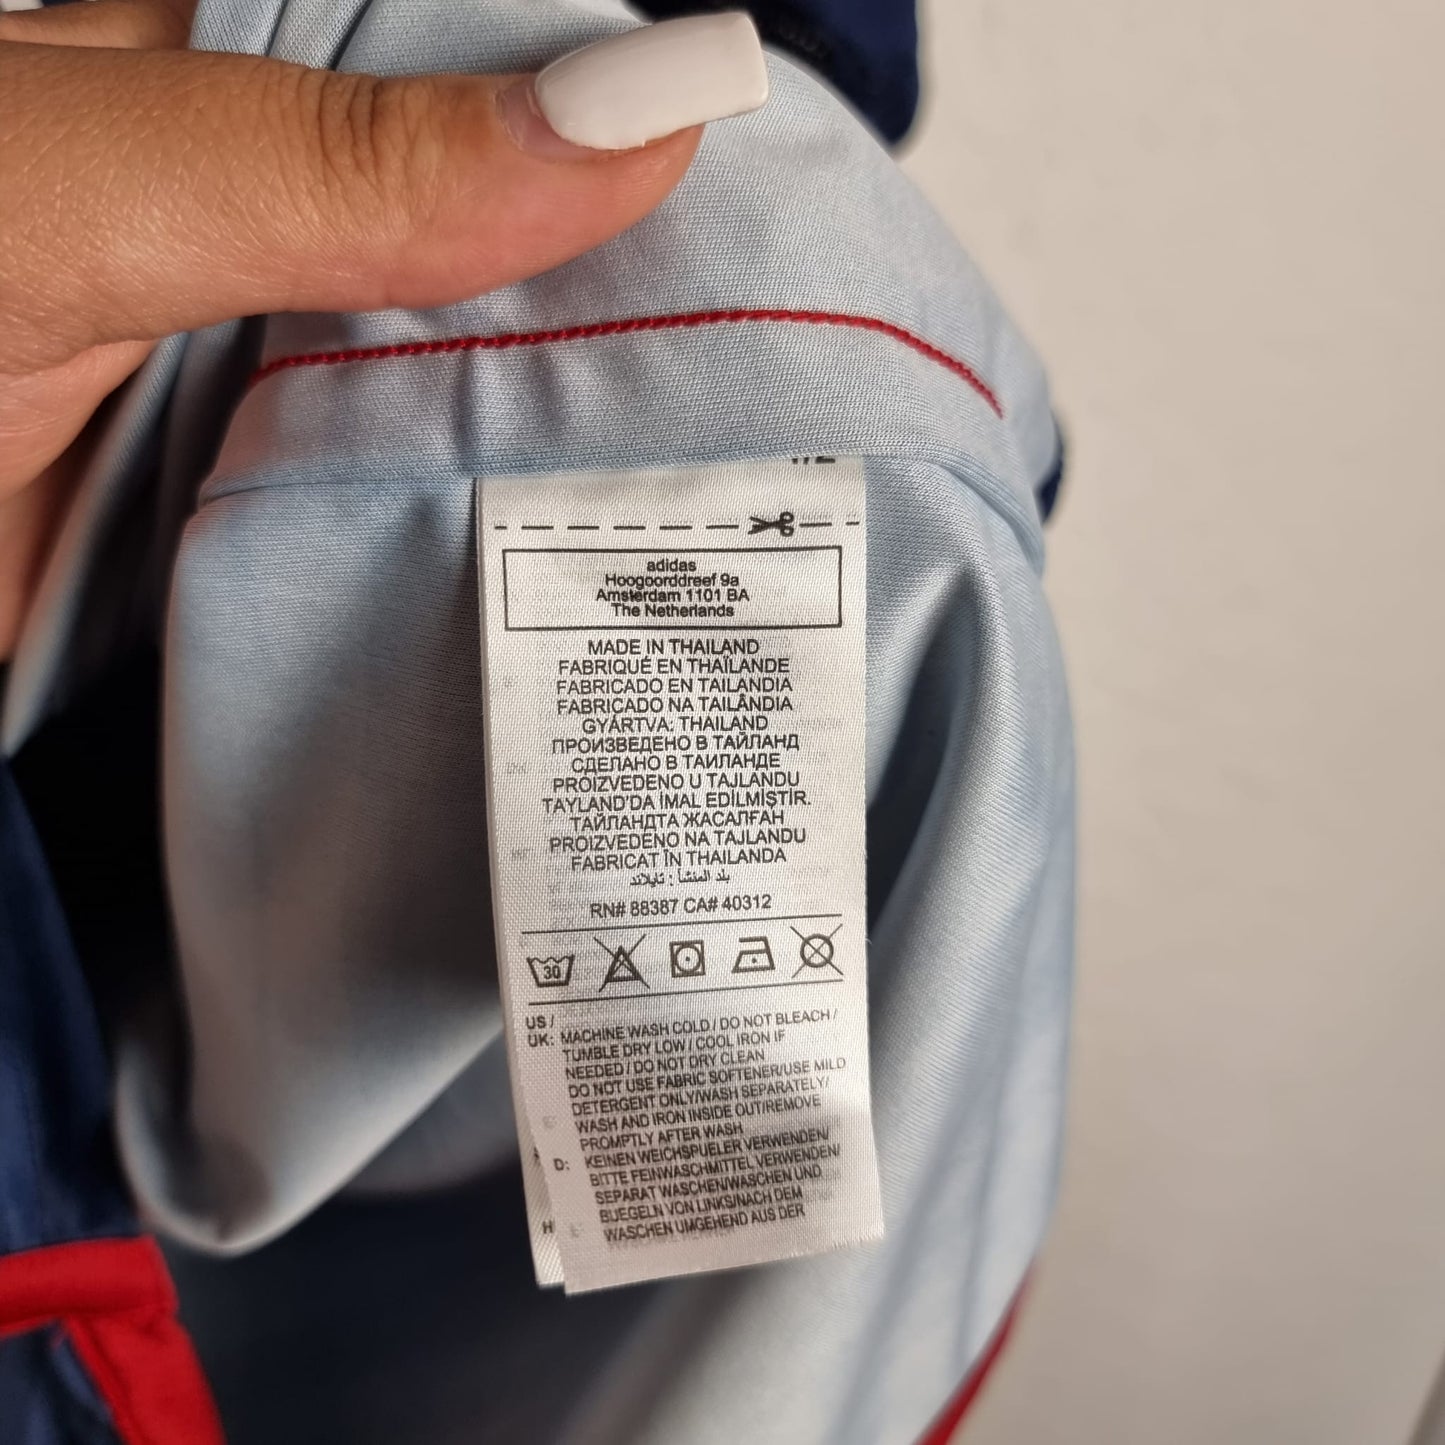 adidas
Hoogoorddreef 9a
Amsterdam 1101 BA
The Netherlands
MADE IN THAILAND
FABRIQUÉ EN THAÏLANDE
FABRICADO EN TAILANDIA
FABRICADO NA TAILÂNDIA
GYÁRTVA: THAILAND
ПРОИЗВЕДЕНО В ТАЙЛАНД
СДЕЛАНО В ТАИЛАНДЕ
PROIZVEDENO U TAJLANDU
TAYLAND'DA İMAL EDİLMİŞTİR.
ТАЙЛАНДТА ЖАСАЛҒАН
PROIZVEDENO NA TAJLANDU
FABRICAT ÎN THAILANDA
بلد المنشأ : تايلاند
RN# 88387 CA# 40312
30
US /
UK: MACHINE WASH COLD / DO NOT BLEACH /
TUMBLE DRY LOW / COOL IRON IF
NEEDED / DO NOT DRY CLEAN
DO NOT USE FABRIC SOFTENER/USE MILD
DETERGENT ONLY/WASH SEPARATELY/
WASH AND IRON INSIDE OUT/REMOVE
PROMPTLY AFTER WASH
D: KEINEN WEICHSPUELER VERWENDEN/
BITTE FEINWASCHMITTEL VERWENDEN/
SEPARAT WASCHEN/WASCHEN UND
BUEGELN VON LINKS/NACH DEM
WASCHEN UMGEHEND AUS DER
H